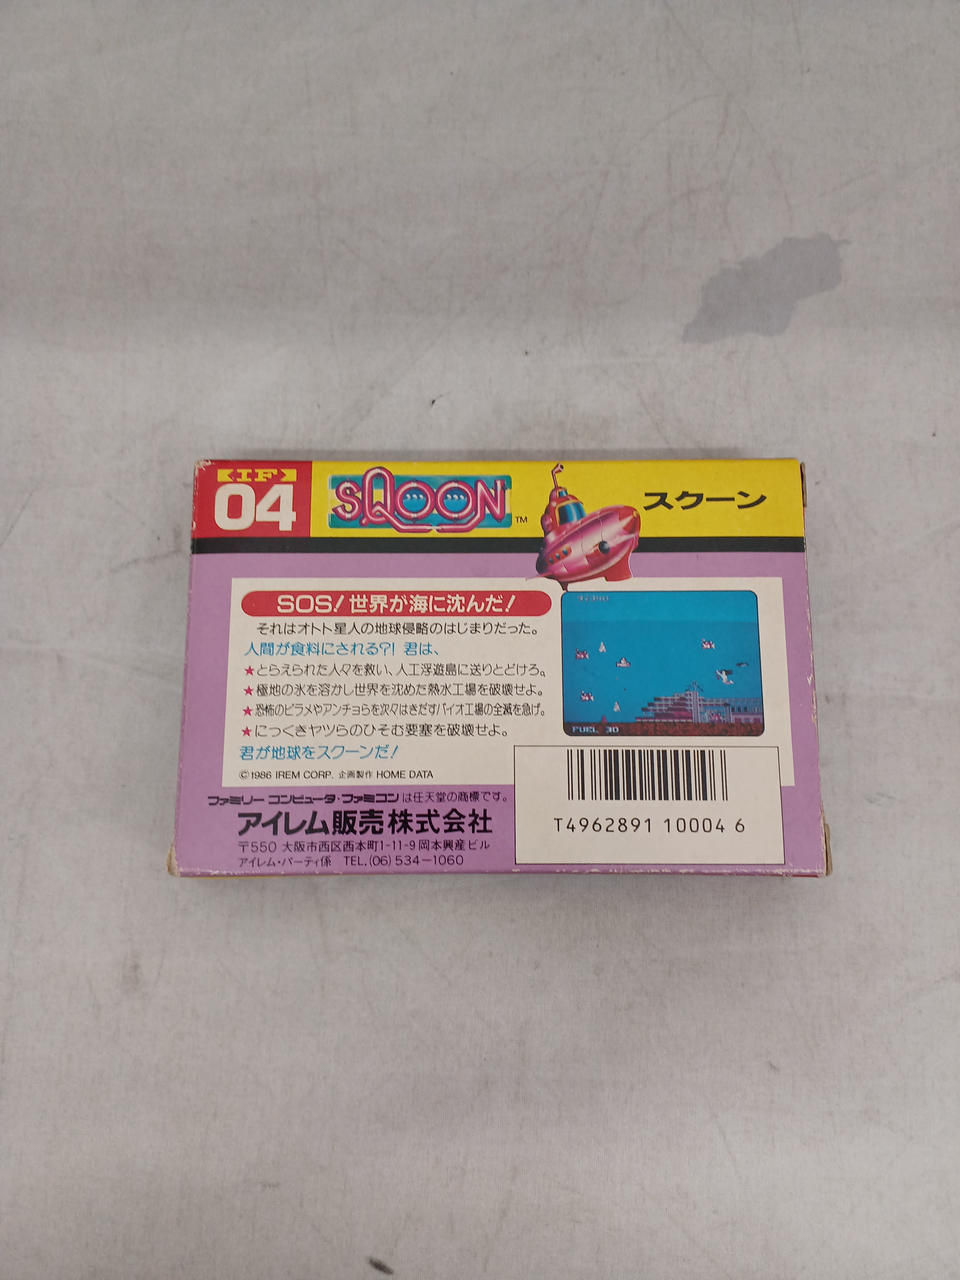 IF
04
SQOON TM
スクーン
SOS!世界が海に沈んだ!
それはオトト星人の地球侵略のはじまりだった。
人間が食料にされる?! 君は、
★とらえられた人々を救い、人工浮遊島に送りとどけろ。
★極地の氷を溶かし世界を沈めた熱水工場を破壊せよ。
★恐怖のピラメやアンチョらを次々はきだすバイオ工場の全滅を急げ。
★にっくきヤツらのひそむ要塞を破壊せよ。
君が地球をスクーンだ!
©1986 IREM CORP. 企画製作 HOME DATA
FUEL 30
ファミリー コンピュータ・ファミコンは任天堂の商標です。
アイレム販売株式会社
〒550 大阪市西区西本町1-11-9岡本興産ビル
アイレム・パーティ係 TEL.(06)534-1060
T4962891 10004 6